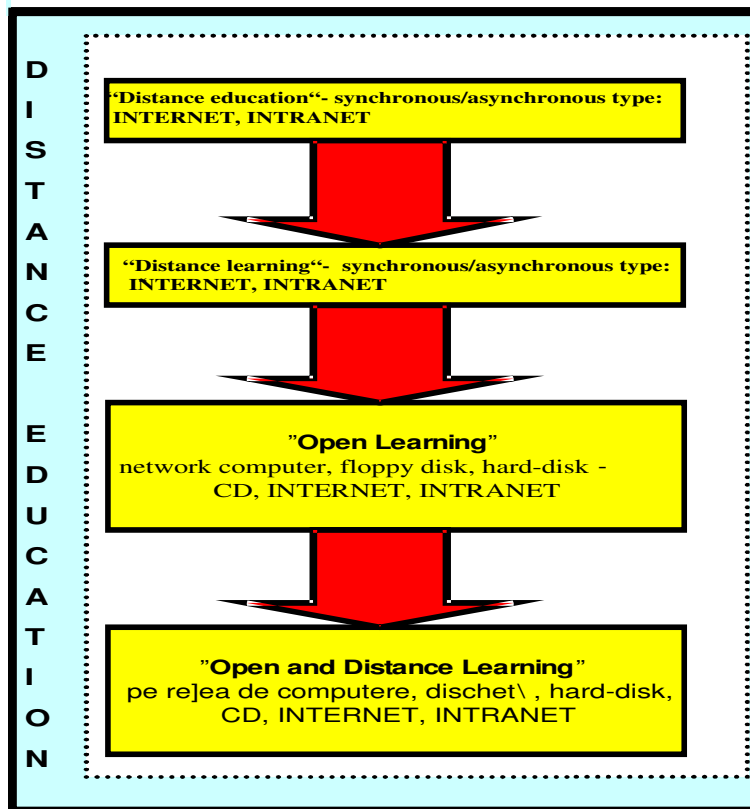 DISTANCE EDUCATION
“Distance education“- synchronous/asynchronous type:
INTERNET, INTRANET
“Distance learning“- synchronous/asynchronous type:
INTERNET, INTRANET
”Open Learning”
network computer, floppy disk, hard-disk -
CD, INTERNET, INTRANET
”Open and Distance Learning”
pe re]ea de computere, dischet\ , hard-disk,
CD, INTERNET, INTRANET